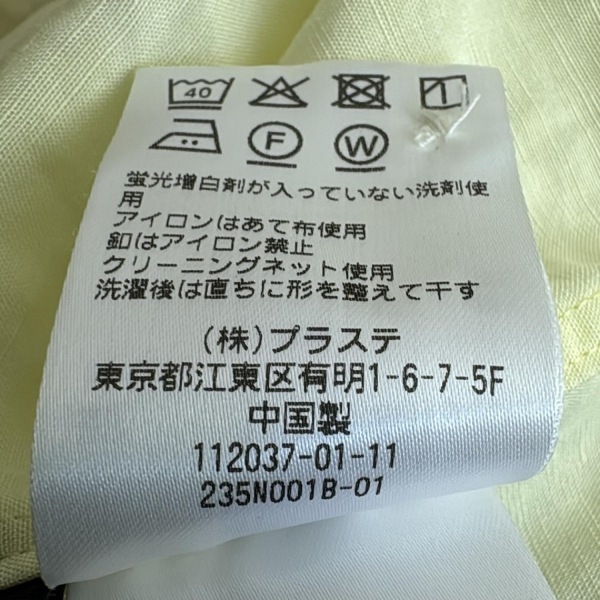 40
F W
蛍光増白剤が入っていない洗剤使
用
アイロンはあて布使用
釦はアイロン禁止
クリーニングネット使用
洗濯後は直ちに形を整えて干す
(株)プラステ
東京都江東区有明1-6-7-5F
中国製
112037-01-11
235N001B-01